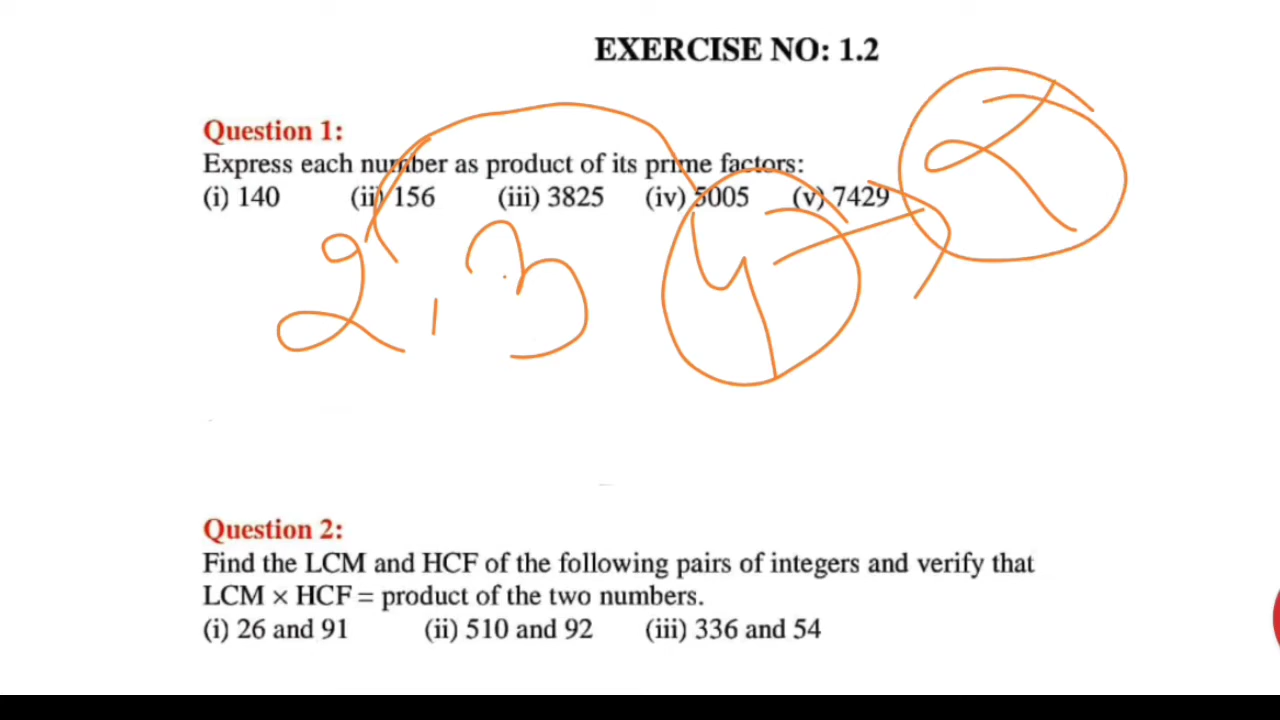 EXERCISE NO: 1.2
Question 1:
Express each number as product of its prime factors:
(i) 140 (ii) 156 (iii) 3825 (iv) 5005 (v) 7429
2, 3 4 2
Question 2:
Find the LCM and HCF of the following pairs of integers and verify that
LCM × HCF = product of the two numbers.
(i) 26 and 91 (ii) 510 and 92 (iii) 336 and 54